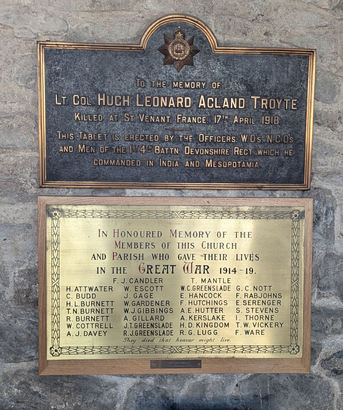 To the memory of
Lt Col. Hugh Leonard Acland Troyte
Killed at St Venant, France. 17th April 1918.
This Tablet is erected by the Officers, W.O's, N.C.O's
and Men of the 1st 4th Battn. Devonshire Regt. which he
commanded in India and Mesopotamia.
In Honoured Memory of the
Members of this Church
and Parish who gave their lives
in the Great War 1914-19.
F. J. CANDLER T. MANTLE
H. ATTWATER W. ESCOTT W. C. GREENSLADE G. C. NOTT
C. BUDD J. GAGE E. HANCOCK F. RABJOHNS
H. L. BURNETT W. GARDENER F. HUTCHINGS E. SERENGER
T. N. BURNETT W. J. GIBBINGS A. E. HUTTER S. STEVENS
R. BURNETT A. GILLARD A. KERSLAKE I. THORNE
W. COTTRELL J. T. GREENSLADE H. D. KINGDOM T. W. VICKERY
A. J. DAVEY R. J. GREENSLADE R. G. LUGG F. WARE
They died that honour might live.